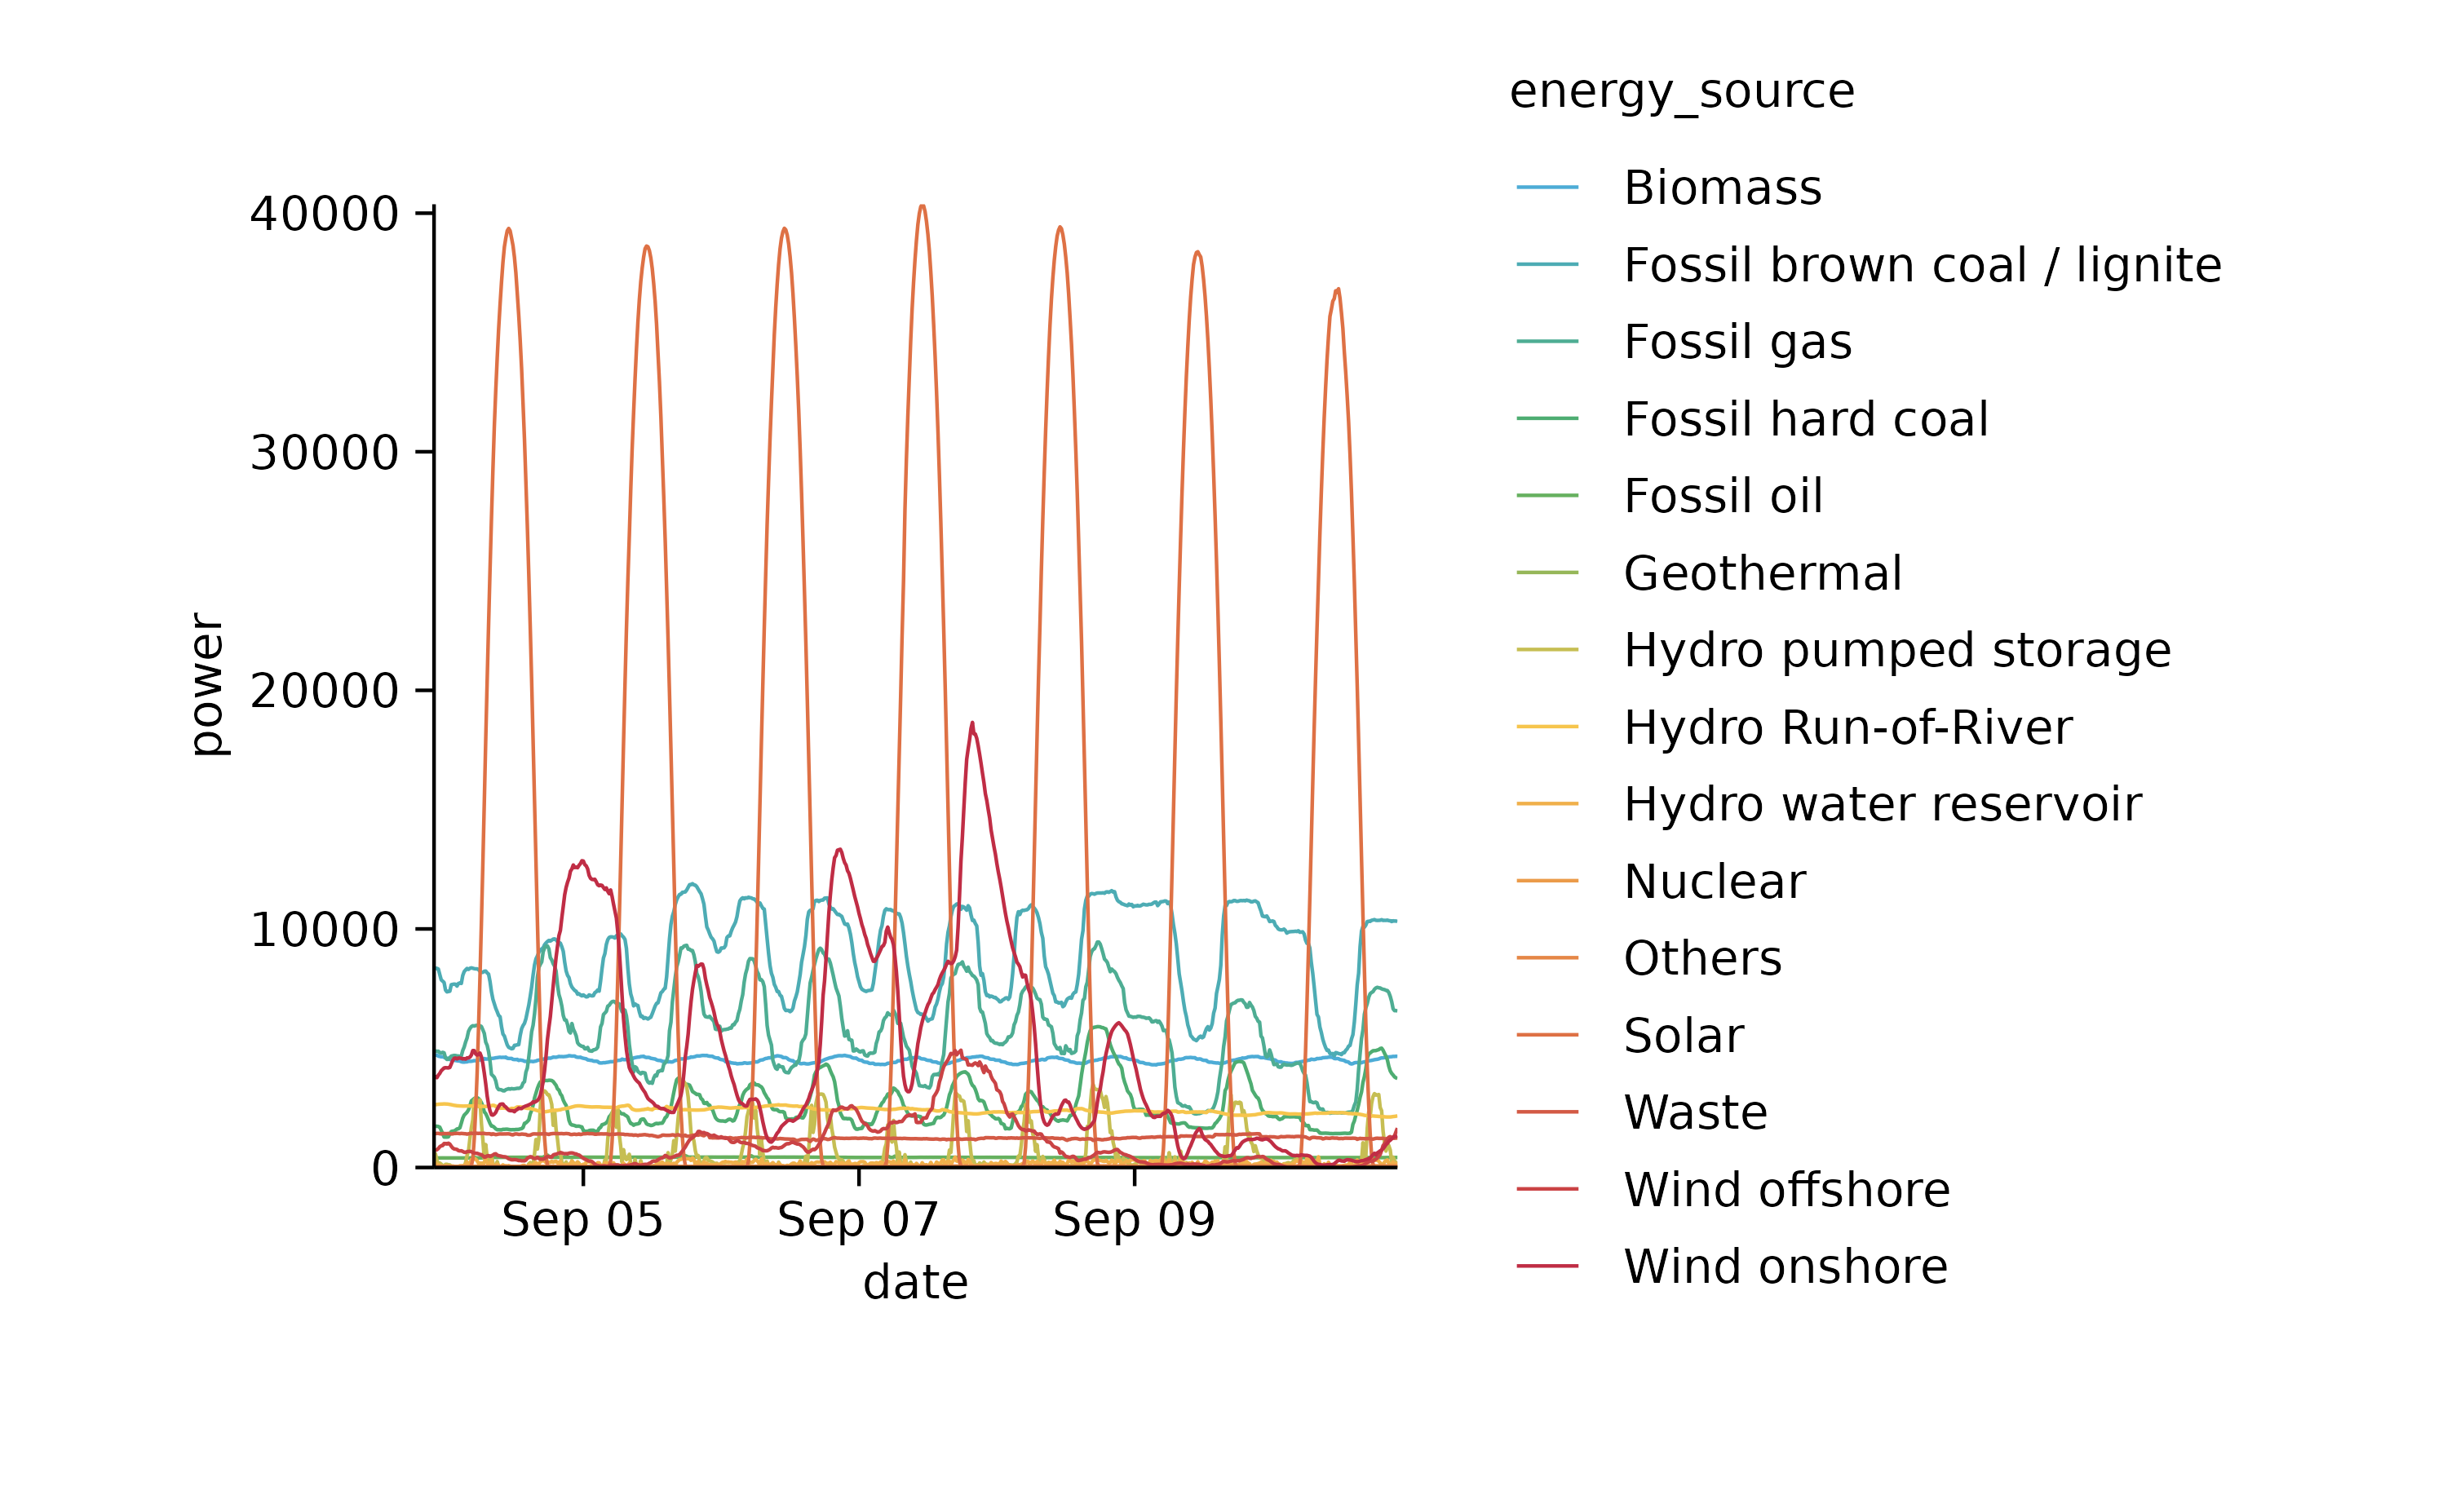 energy_source
Biomass
Fossil brown coal / lignite
Fossil gas
Fossil hard coal
Fossil oil
Geothermal
Hydro pumped storage
Hydro Run-of-River
Hydro water reservoir
Nuclear
Others
Solar
Waste
Wind offshore
Wind onshore
40000
30000
20000
10000
0
power
Sep 05 Sep 07 Sep 09
date